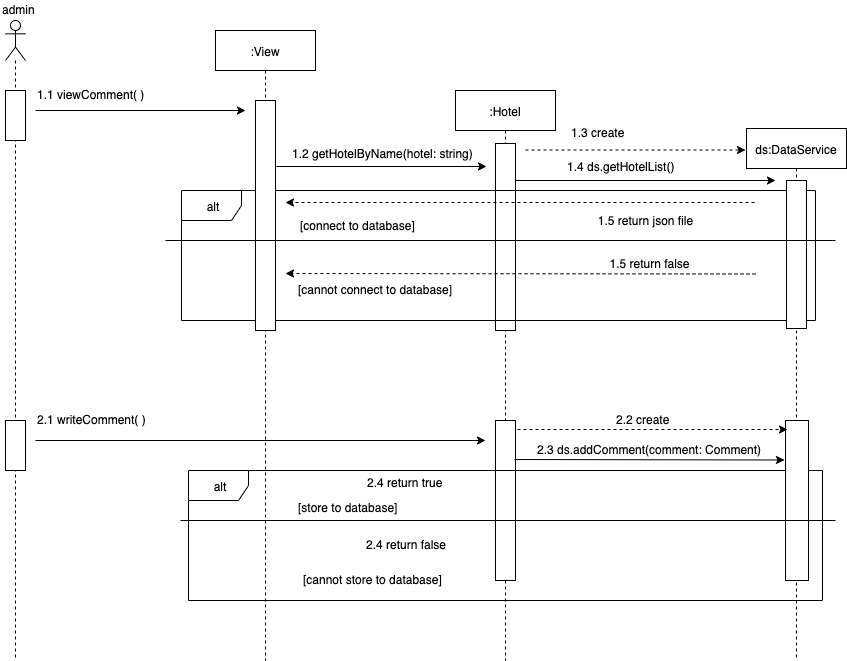 admin
:View
1.1 viewComment( )
:Hotel
1.3 create
ds:DataService
1.2 getHotelByName(hotel: string)
1.4 ds.getHotelList()
alt
[connect to database]
1.5 return json file
1.5 return false
[cannot connect to database]
2.1 writeComment( )
2.2 create
2.3 ds.addComment(comment: Comment)
alt
2.4 return true
[store to database]
2.4 return false
[cannot store to database]